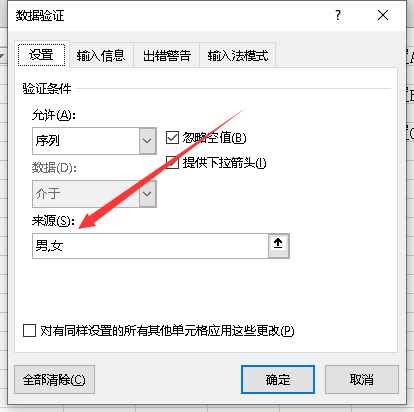 数据验证
?
设置 输入信息 出错警告 输入法模式
验证条件
允许(A):
序列
忽略空值(B)
数据(D):
提供下拉箭头(I)
介于
来源(S):
男,女
对有同样设置的所有其他单元格应用这些更改(P)
全部清除(C) 确定 取消